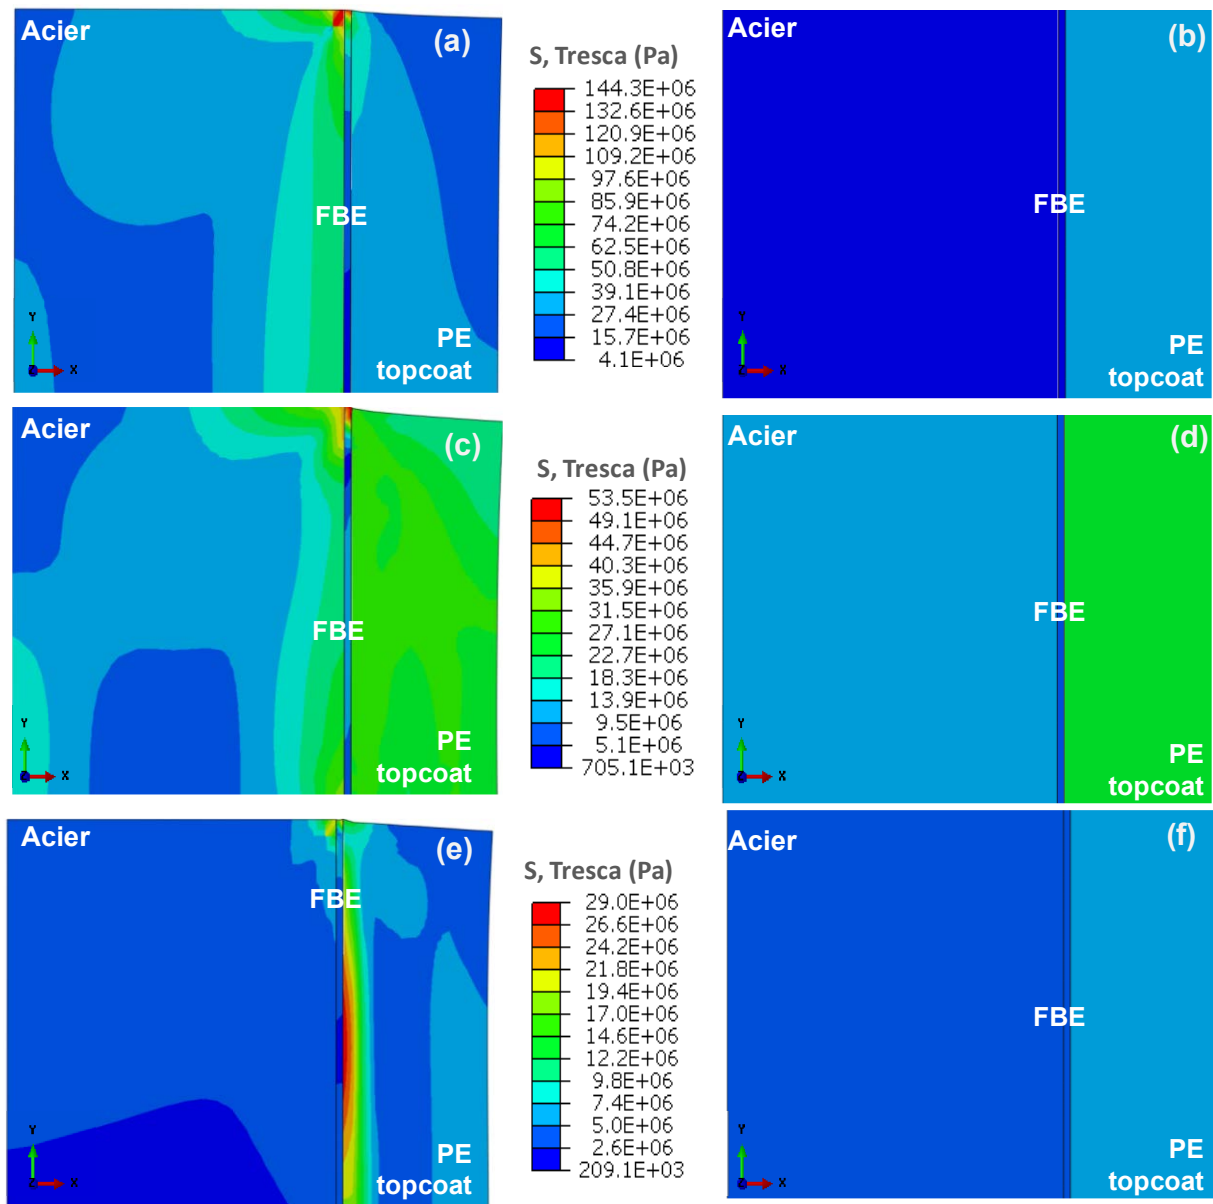 Acier
(a)
FBE
PE
topcoat
Y
Z
X
S, Tresca (Pa)
144.3E+06
132.6E+06
120.9E+06
109.2E+06
97.6E+06
85.9E+06
74.2E+06
62.5E+06
50.8E+06
39.1E+06
27.4E+06
15.7E+06
4.1E+06
Acier
(b)
FBE
PE
topcoat
Y
Z
X
Acier
(c)
FBE
PE
topcoat
Y
X
S, Tresca (Pa)
53.5E+06
49.1E+06
44.7E+06
40.3E+06
35.9E+06
31.5E+06
27.1E+06
22.7E+06
18.3E+06
13.9E+06
9.5E+06
5.1E+06
705.1E+03
Acier
(d)
FBE
PE
topcoat
Y
X
Acier
(e)
FBE
PE
topcoat
Y
Z
X
S, Tresca (Pa)
29.0E+06
26.6E+06
24.2E+06
21.8E+06
19.4E+06
17.0E+06
14.6E+06
12.2E+06
9.8E+06
7.4E+06
5.0E+06
2.6E+06
209.1E+03
Acier
(f)
FBE
PE
topcoat
Y
Z
X